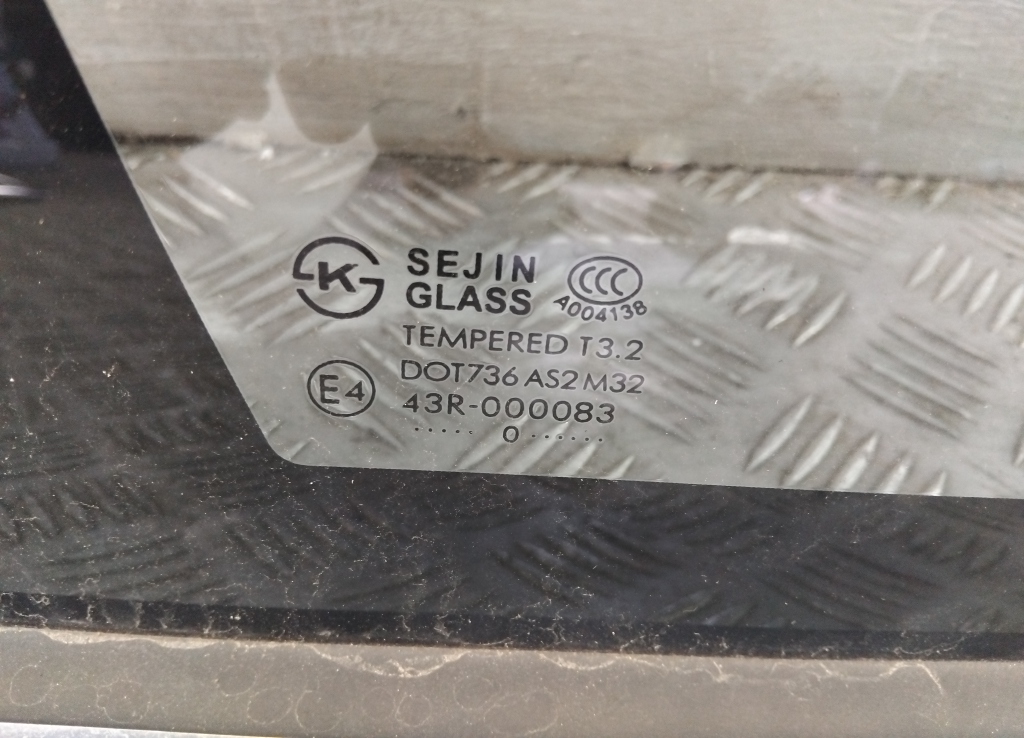 K
SEJIN
GLASS
CCC
A004138
TEMPERED T3.2
DOT736 AS2 M32
E4
43R-000083
..... 0 ......